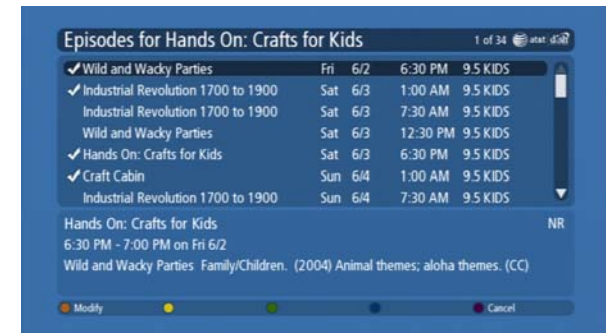 Episodes for Hands On: Crafts for Kids 1 of 34 at&t dish
✓ Wild and Wacky Parties Fri 6/2 6:30 PM 9.5 KIDS
✓ Industrial Revolution 1700 to 1900 Sat 6/3 1:00 AM 9.5 KIDS
Industrial Revolution 1700 to 1900 Sat 6/3 7:30 AM 9.5 KIDS
Wild and Wacky Parties Sat 6/3 12:30 PM 9.5 KIDS
✓ Hands On: Crafts for Kids Sat 6/3 6:30 PM 9.5 KIDS
✓ Craft Cabin Sun 6/4 1:00 AM 9.5 KIDS
Industrial Revolution 1700 to 1900 Sun 6/4 7:30 AM 9.5 KIDS
Hands On: Crafts for Kids NR
6:30 PM - 7:00 PM on Fri 6/2
Wild and Wacky Parties Family/Children. (2004) Animal themes; aloha themes. (CC)
Modify Cancel